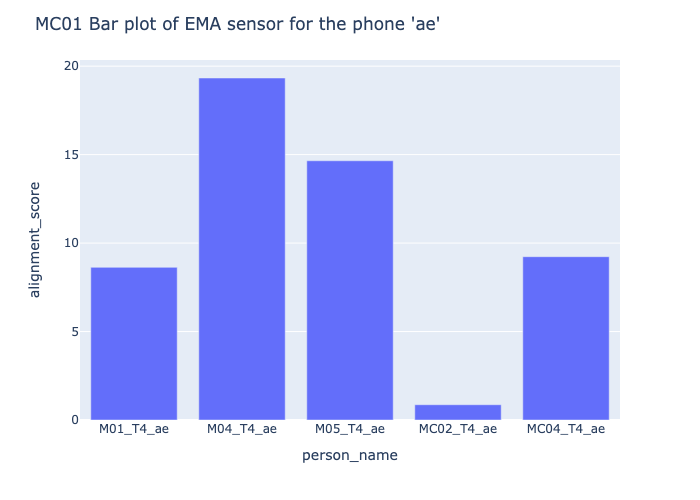 MC01 Bar plot of EMA sensor for the phone 'ae'
alignment_score
20
15
10
5
0
M01_T4_ae
M04_T4_ae
M05_T4_ae
MC02_T4_ae
MC04_T4_ae
person_name